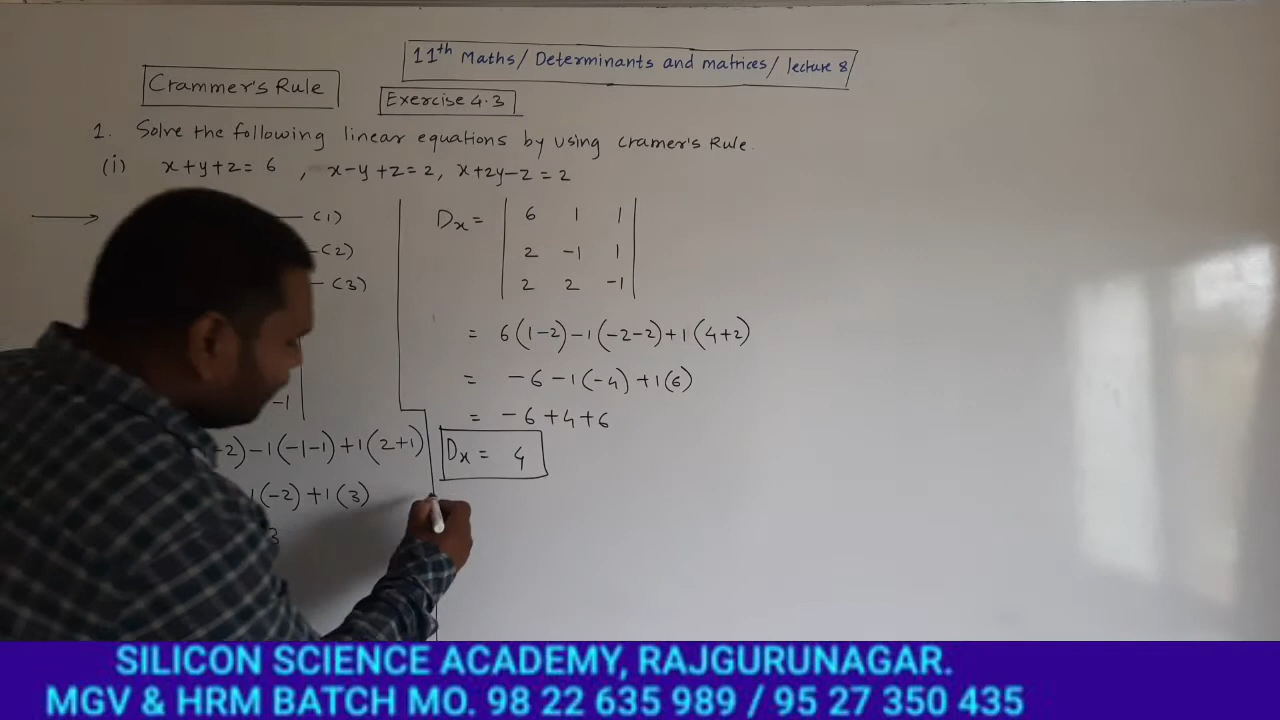 11th Maths/ Determinants and matrices/ lecture 8/
Crammer's Rule
Exercise 4.3
1. Solve the following linear equations by using Cramer's Rule.
(i) x+y+z= 6 , x-y+z=2, x+2y-z=2
(1)
(2)
(3)
-1
-2)-1(-1-1)+1(2+1)
1(-2)+1(3)
3
Dx= | 6 1 1 |
| 2 -1 1 |
| 2 2 -1 |
= 6(1-2)-1(-2-2)+1(4+2)
= -6-1(-4)+1(6)
= -6+4+6
Dx= 4
SILICON SCIENCE ACADEMY, RAJGURUNAGAR.
MGV & HRM BATCH MO. 98 22 635 989 / 95 27 350 435